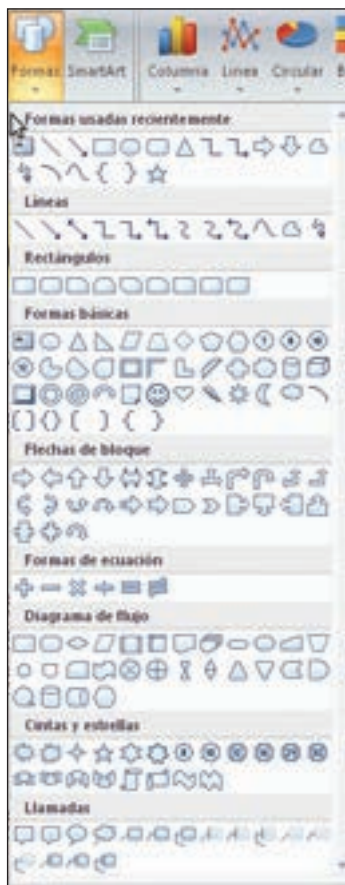 Formas SmartArt Columna Línea Circular B
Formas usadas recientemente
Líneas
Rectángulos
Formas básicas
Flechas de bloque
Formas de ecuación
Diagrama de flujo
Cintas y estrellas
Llamadas